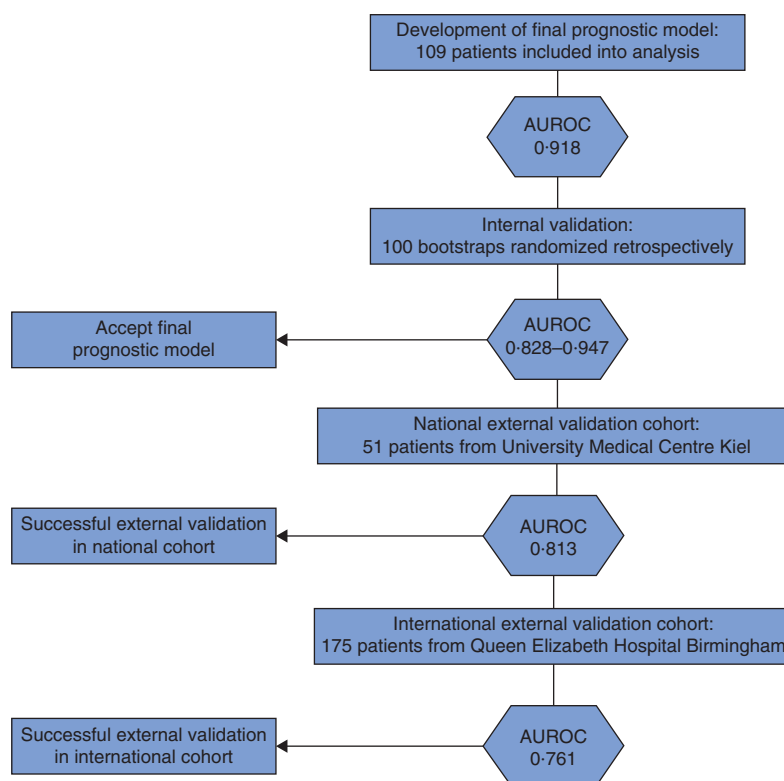 Development of final prognostic model:
109 patients included into analysis
AUROC
0·918
Internal validation:
100 bootstraps randomized retrospectively
Accept final
prognostic model
AUROC
0·828–0·947
National external validation cohort:
51 patients from University Medical Centre Kiel
Successful external validation
in national cohort
AUROC
0·813
International external validation cohort:
175 patients from Queen Elizabeth Hospital Birmingham
Successful external validation
in international cohort
AUROC
0·761